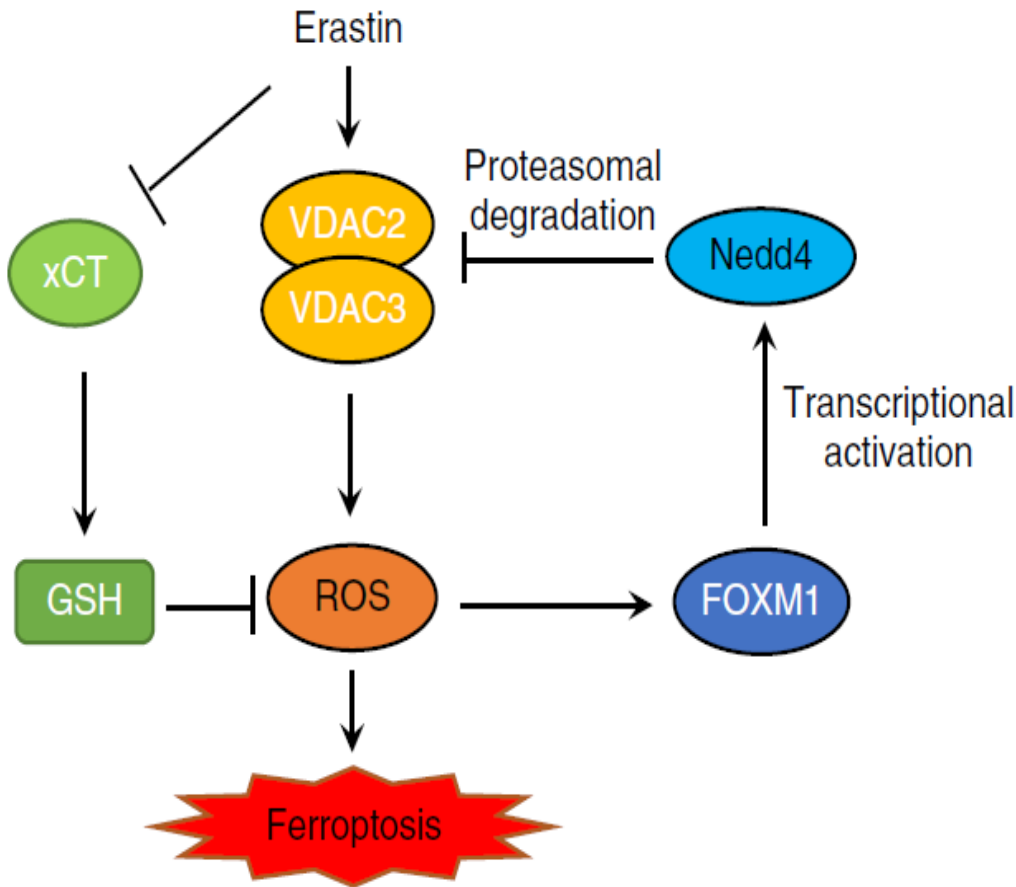 Erastin
Proteasomal
degradation
VDAC2
Nedd4
xCT
VDAC3
Transcriptional
activation
GSH
ROS
FOXM1
Ferroptosis